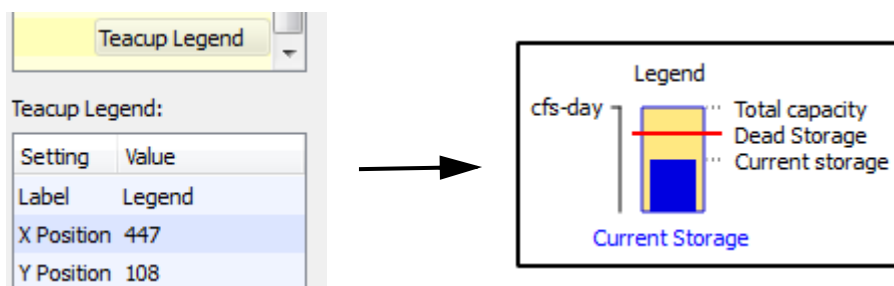 Teacup Legend
Teacup Legend:
Setting Value
Label Legend
X Position 447
Y Position 108
Legend
cfs-day
Total capacity
Dead Storage
Current storage
Current Storage